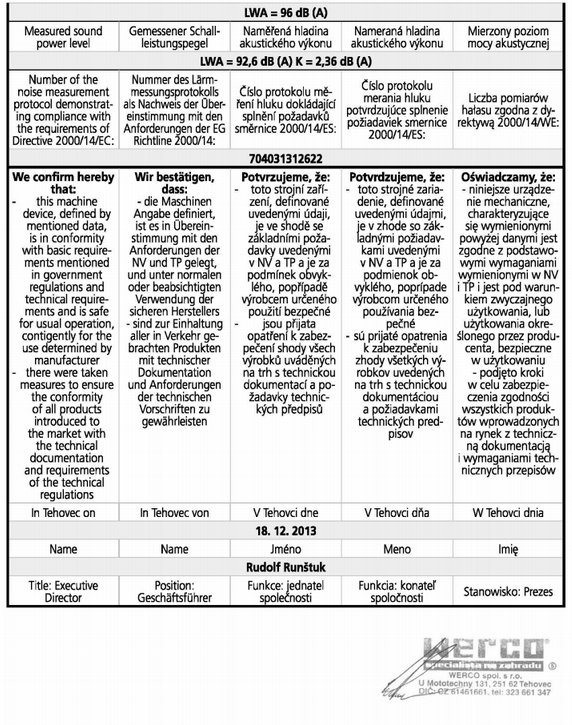 LWA = 96 dB (A)
Measured sound
power level
Gemessener Schall-
leistungspegel
Naměřená hladina
akustického výkonu
Nameraná hladina
akustického výkonu
Mierzony poziom
mocy akustycznej
LWA = 92,6 dB (A) K = 2,36 dB (A)
Number of the
noise measurement
protocol demonstrat-
ing compliance with
the requirements of
Directive 2000/14/EC:
Nummer des Lärm-
messungsprotokolls
als Nachweis der Über-
einstimmung mit den
Anforderungen der EG
Richtline 2000/14:
Číslo protokolu mě-
ření hluku dokládající
splnění požadavků
směrnice 2000/14/ES:
Číslo protokolu
merania hluku
potvrdzujúce splnenie
požiadaviek smernice
2000/14/ES:
Liczba pomiarów
hałasu zgodna z dy-
rektywą 2000/14/WE:
704031312622
We confirm hereby
that:
- this machine
device, defined by
mentioned data,
is in conformity
with basic require-
ments mentioned
in government
regulations and
technical require-
ments and is safe
for usual operation,
contigently for the
use determined by
manufacturer
- there were taken
measures to ensure
the conformity
of all products
introduced to
the market with
the technical
documentation
and requirements
of the technical
regulations
Wir bestätigen,
dass:
- die Maschinen
Angabe definiert,
ist es in Überein-
stimmung mit den
Anforderungen der
NV und TP gelegt,
und unter normalen
oder beabsichtigten
Verwendung der
sicheren Herstellers
- sind zur Einhaltung
aller in Verkehr ge-
brachten Produkten
mit technischer
Dokumentation
und Anforderungen
der technischen
Vorschriften zu
gewährleisten
Potvrzujeme, že:
- toto strojní zaří-
zení, definované
uvedenými údaji,
je ve shodě se
základními poža-
davky uvedenými
v NV a TP a je za
podmínek obvyk-
lého, popřípadě
výrobcem určeného
použití bezpečné
- jsou přijata
opatření k zabez-
pečení shody všech
výrobků uváděných
na trh s technickou
dokumentací a po-
žadavky technic-
kých předpisů
Potvrdzujeme, že:
- toto strojné zaria-
denie, definované
uvedenými údajmi,
je v zhode so zák-
ladnými požiadav-
kami uvedenými
v NV a TP a je za
podmienok ob-
vyklého, poprípade
výrobcom určeného
používania bez-
pečné
- sú prijaté opatrenia
k zabezpečeniu
zhody všetkých vý-
robkov uvedených
na trh s technickou
dokumentáciou
a požiadavkami
technických pred-
pisov
Oświadczamy, że:
- niniejsze urządze-
nie mechaniczne,
charakteryzujące
się wymienionymi
powyżej danymi jest
zgodne z podstawo-
wymi wymaganiami
wymienionymi w NV
i TP i jest pod warun-
kiem zwyczajnego
użytkowania, lub
użytkowania okre-
ślonego przez produ-
centa, bezpieczne
w użytkowaniu
- podjęto kroki
w celu zabezpie-
czenia zgodności
wszystkich produk-
tów wprowadzonych
na rynek z technicz-
ną dokumentacją
i wymaganiami tech-
nicznych przepisów
In Tehovec on
In Tehovec von
V Tehovci dne
V Tehovci dňa
W Tehovci dnia
18. 12. 2013
Name
Name
Jméno
Meno
Imię
Rudolf Runštuk
Title: Executive
Director
Position:
Geschäftsführer
Funkce: jednatel
společnosti
Funkcia: konateľ
spoločnosti
Stanowisko: Prezes
werco®
specialista na zahradu ®
WERCO spol. s r.o.
U Mototechny 131, 251 62 Tehovec
DIČ: CZ 61461661, tel: 323 661 347